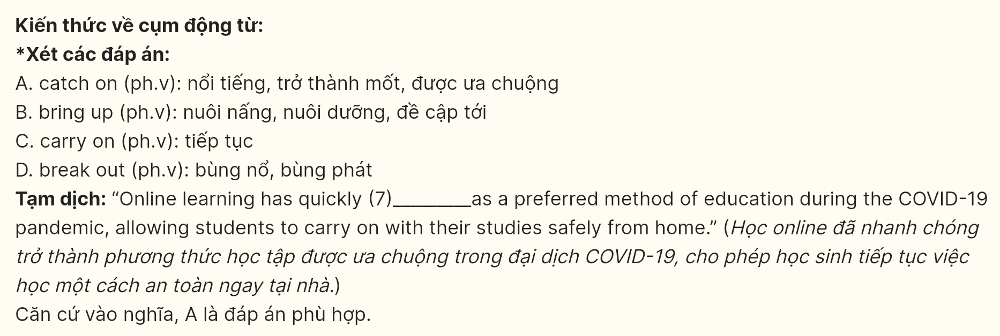 Kiến thức về cụm động từ:
*Xét các đáp án:
A. catch on (ph.v): nổi tiếng, trở thành mốt, được ưa chuộng
B. bring up (ph.v): nuôi nấng, nuôi dưỡng, đề cập tới
C. carry on (ph.v): tiếp tục
D. break out (ph.v): bùng nổ, bùng phát
Tạm dịch: “Online learning has quickly (7)_________as a preferred method of education during the COVID-19
pandemic, allowing students to carry on with their studies safely from home.” (Học online đã nhanh chóng
trở thành phương thức học tập được ưa chuộng trong đại dịch COVID-19, cho phép học sinh tiếp tục việc
học một cách an toàn ngay tại nhà.)
Căn cứ vào nghĩa, A là đáp án phù hợp.